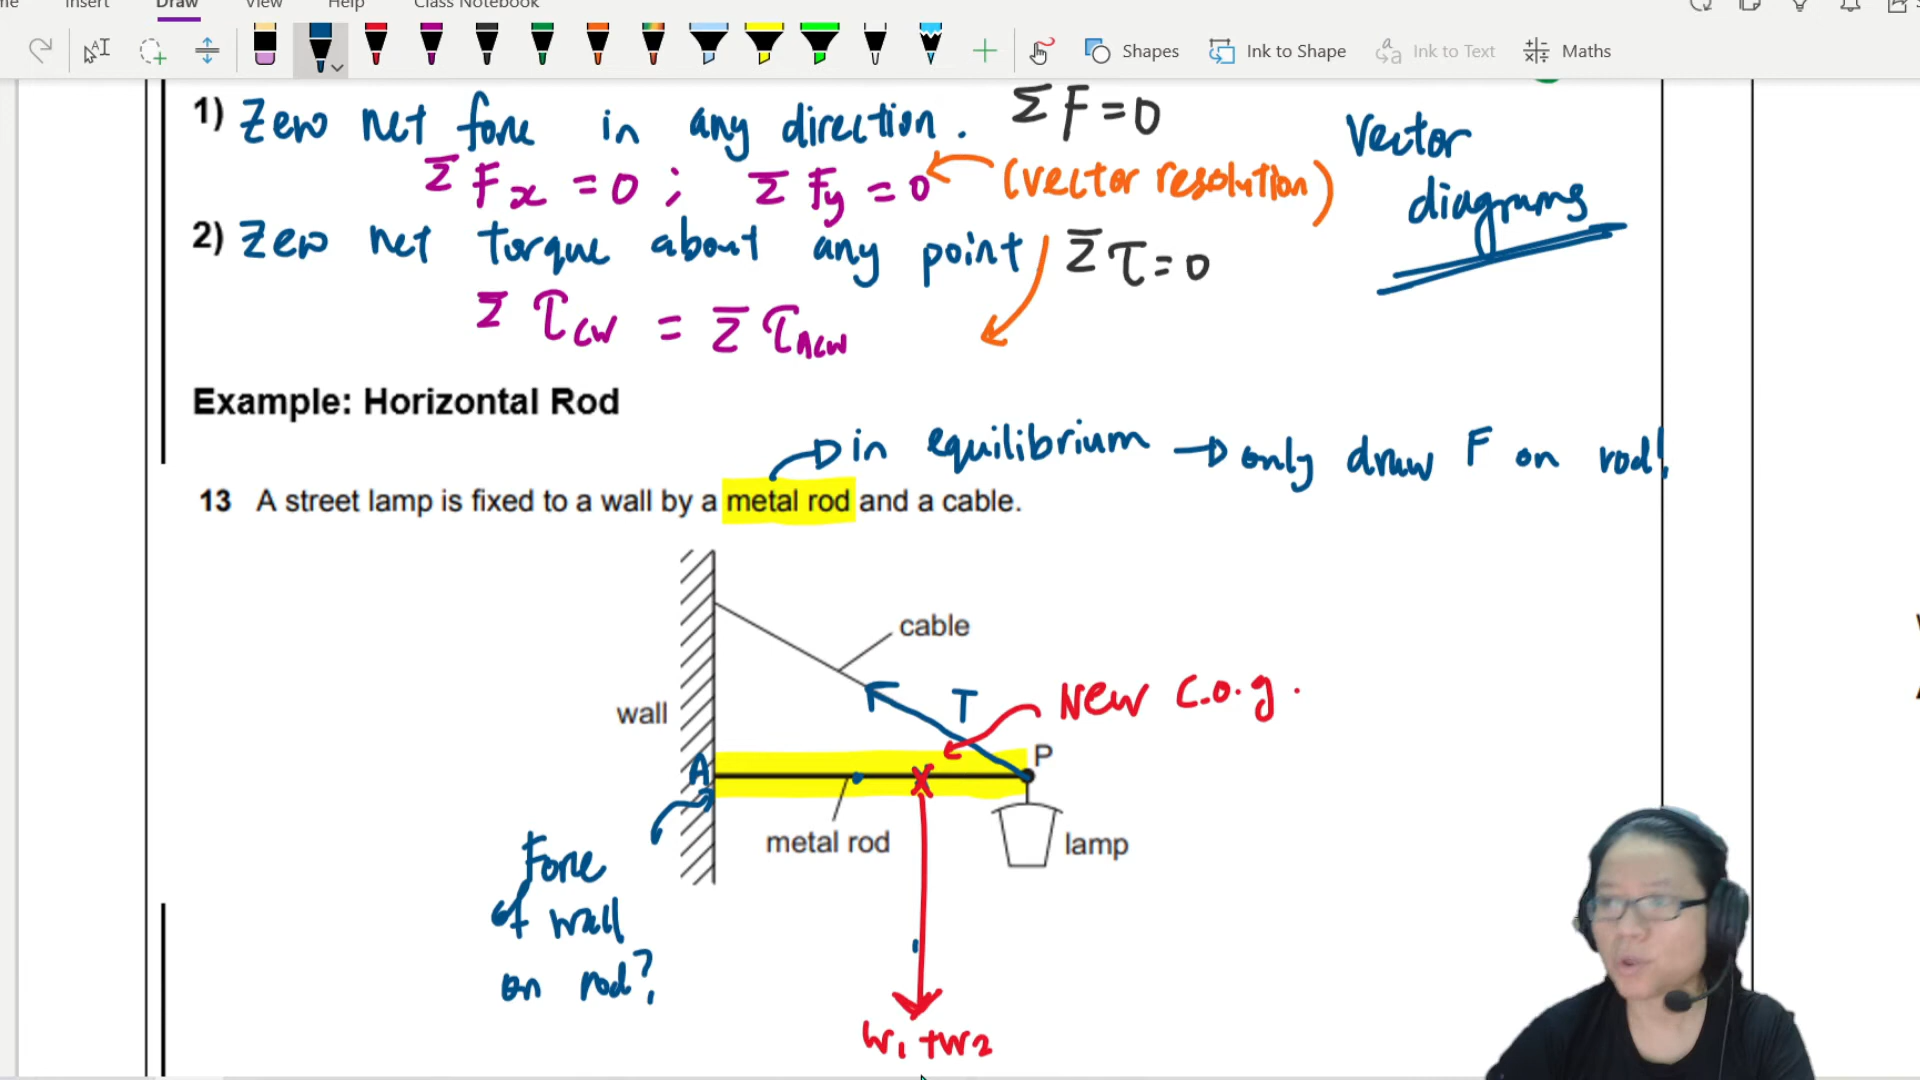 Insert Draw View Help Class Notebook
Shapes Ink to Shape Ink to Text Maths
1) Zero net force in any direction. ΣF=0
Vector diagrams
ΣFx = 0 ; ΣFy = 0 (vector resolution)
2) Zero net torque about any point Στ=0
Στcw = Στacw
Example: Horizontal Rod
in equilibrium → only draw F on rod!
13 A street lamp is fixed to a wall by a metal rod and a cable.
cable
T
New c.o.g.
wall
A
P
metal rod
lamp
Force
of wall
on rod?
W1+W2